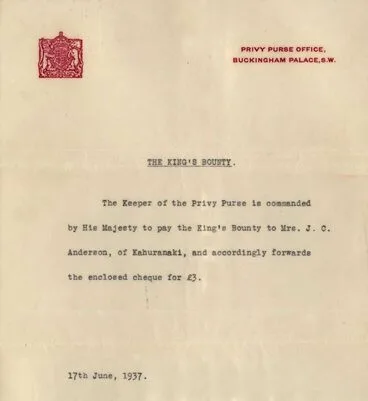 PRIVY PURSE OFFICE,
BUCKINGHAM PALACE,S.W.
THE KING'S BOUNTY.
The Keeper of the Privy Purse is commanded
by His Majesty to pay the King's Bounty to Mrs. J. C.
Anderson, of Kahuranaki, and accordingly forwards
the enclosed cheque for £3.
17th June, 1937.